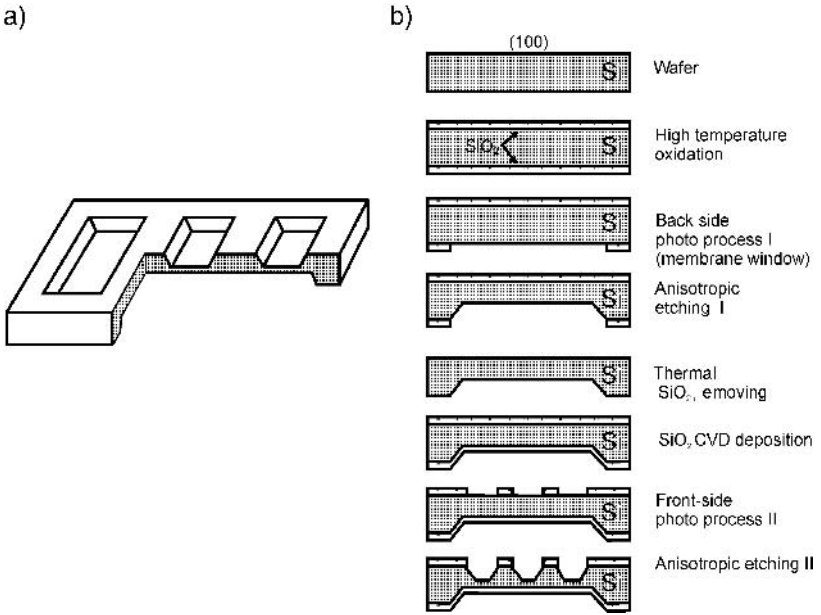 a)
b)
(100)
Si
Wafer
SiO₂
Si
High temperature
oxidation
Si
Back side
photo process I
(membrane window)
Si
Anisotropic
etching I
Si
Thermal
SiO₂, emoving
Si
SiO₂ CVD deposition
Si
Front-side
photo process II
Si
Anisotropic etching II